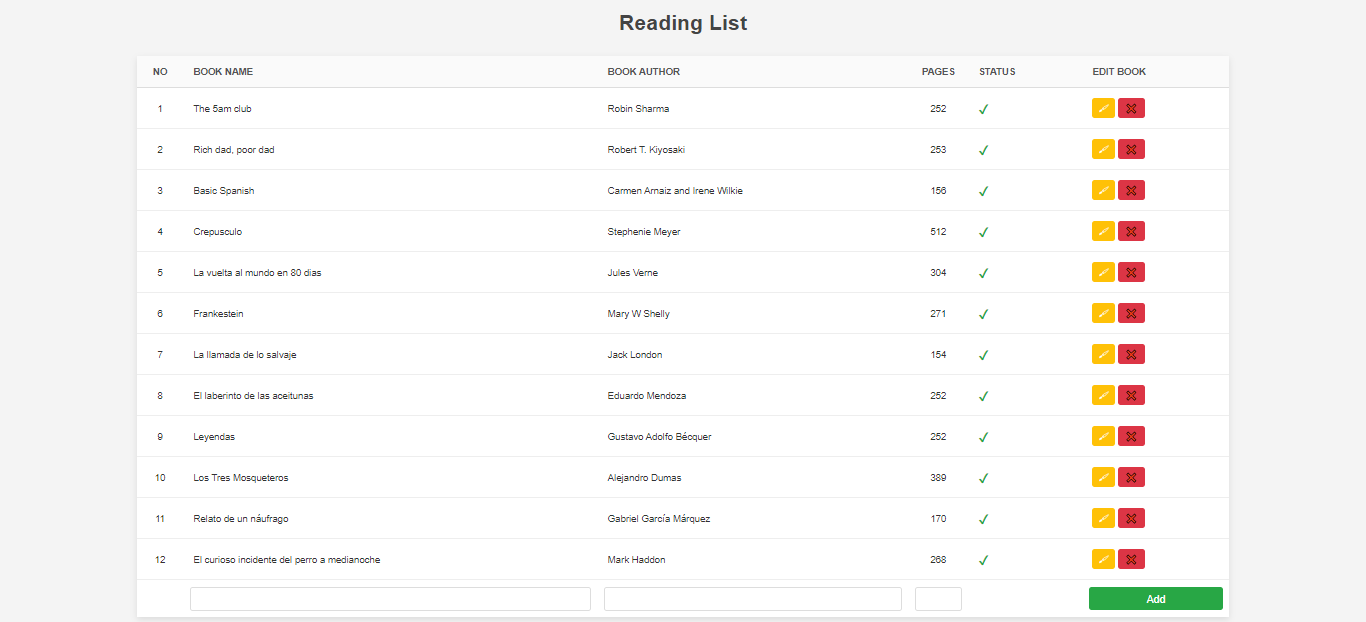 Reading List
NO BOOK NAME BOOK AUTHOR PAGES STATUS EDIT BOOK
1 The 5am club Robin Sharma 252
2 Rich dad, poor dad Robert T. Kiyosaki 253
3 Basic Spanish Carmen Arnaiz and Irene Wilkie 156
4 Crepusculo Stephenie Meyer 512
5 La vuelta al mundo en 80 dias Jules Verne 304
6 Frankestein Mary W Shelly 271
7 La llamada de lo salvaje Jack London 154
8 El laberinto de las aceitunas Eduardo Mendoza 252
9 Leyendas Gustavo Adolfo Bécquer 252
10 Los Tres Mosqueteros Alejandro Dumas 389
11 Relato de un náufrago Gabriel García Márquez 170
12 El curioso incidente del perro a medianoche Mark Haddon 268
Add